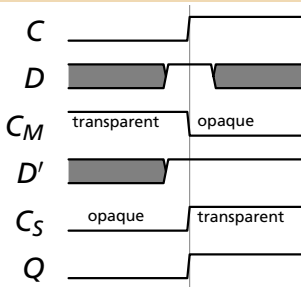 C
D
C_M transparent opaque
D'
C_S opaque transparent
Q